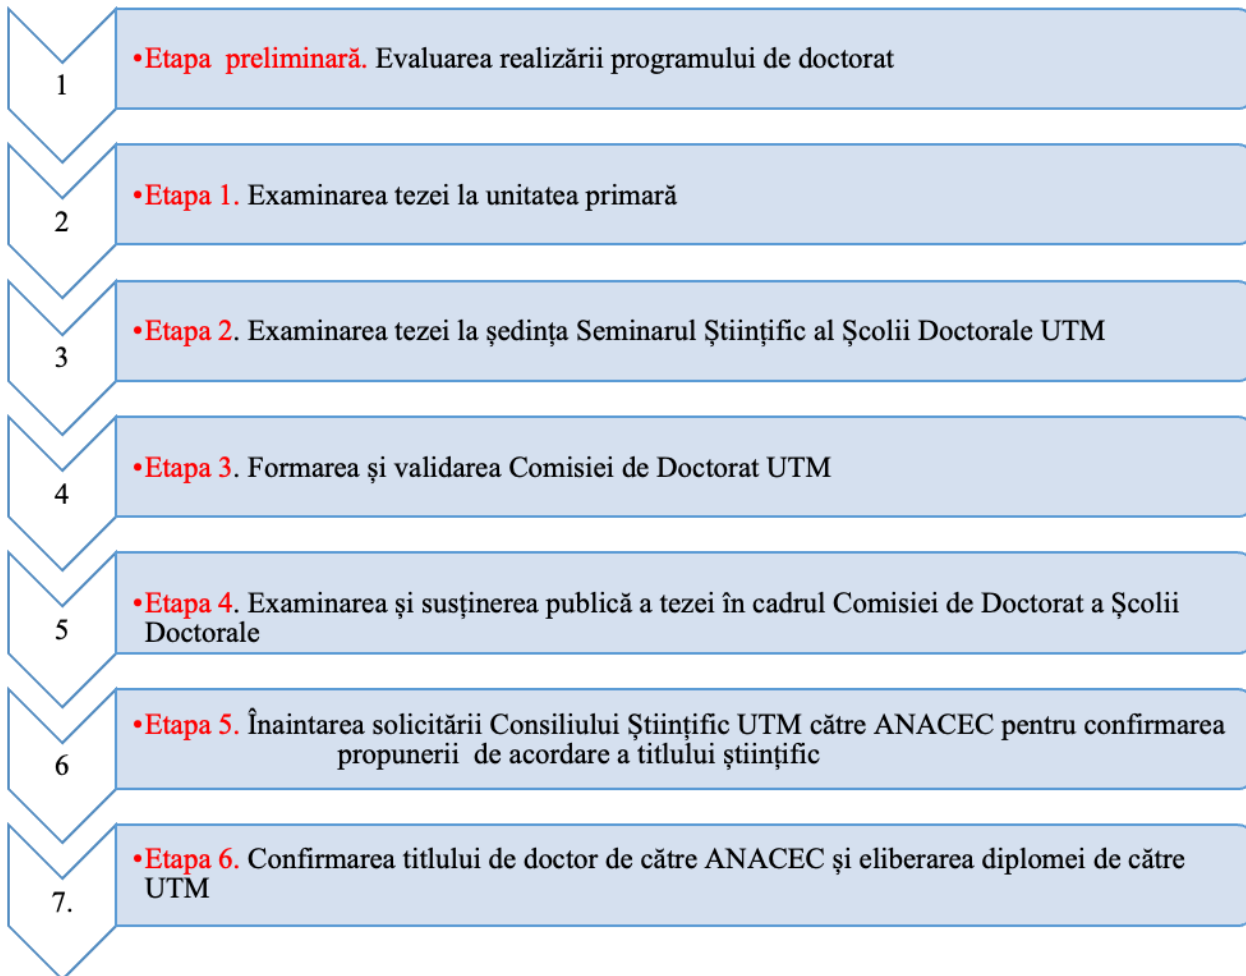 1
•Etapa preliminară. Evaluarea realizării programului de doctorat
2
•Etapa 1. Examinarea tezei la unitatea primară
3
•Etapa 2. Examinarea tezei la ședința Seminarul Științific al Școlii Doctorale UTM
4
•Etapa 3. Formarea și validarea Comisiei de Doctorat UTM
5
•Etapa 4. Examinarea și susținerea publică a tezei în cadrul Comisiei de Doctorat a Școlii
Doctorale
6
•Etapa 5. Înaintarea solicitării Consiliului Științific UTM către ANACEC pentru confirmarea
propunerii de acordare a titlului științific
7.
•Etapa 6. Confirmarea titlului de doctor de către ANACEC și eliberarea diplomei de către
UTM